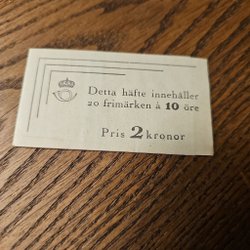 Detta häfte innehåller
20 frimärken à 10 öre
Pris 2 kronor